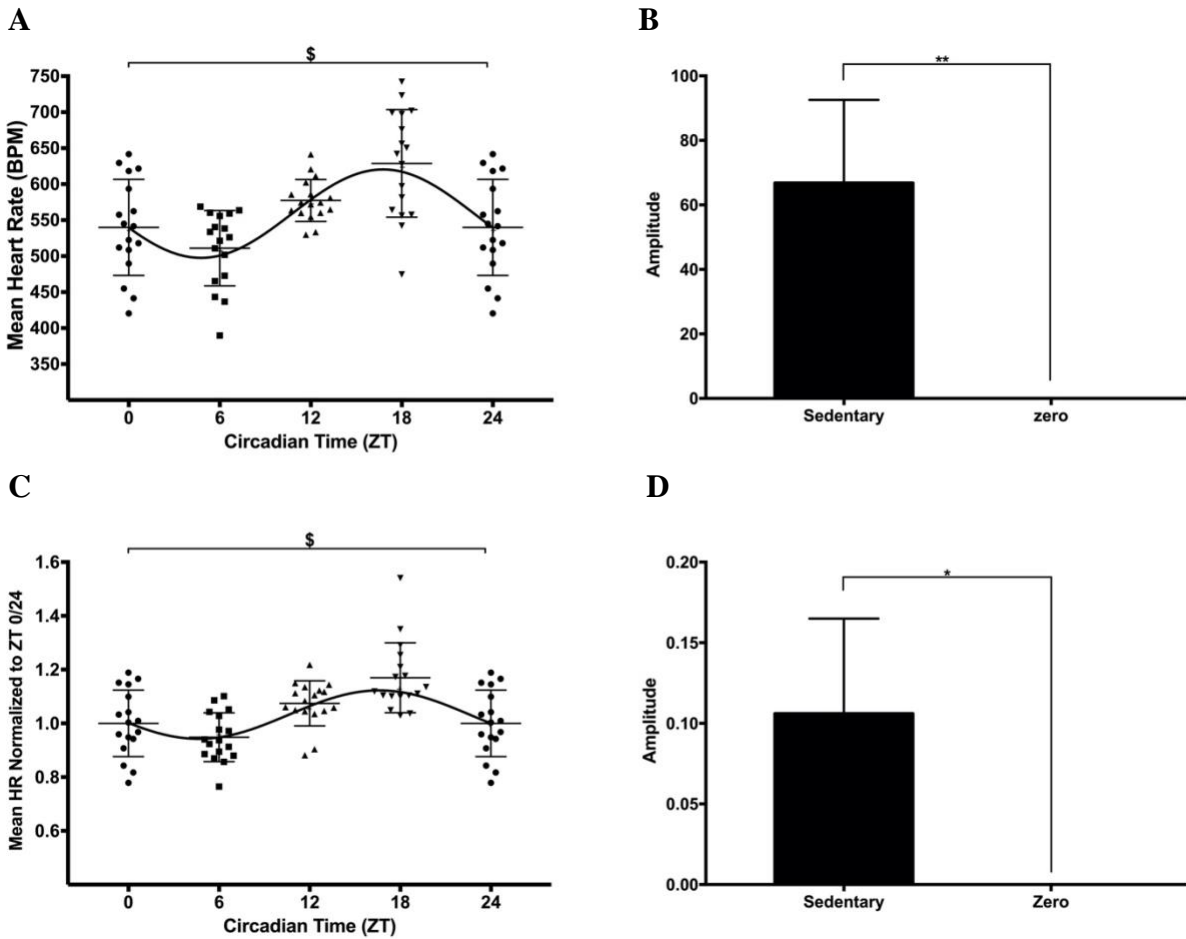 A
$
Mean Heart Rate (BPM)
750
700
650
600
550
500
450
400
350
0 6 12 18 24
Circadian Time (ZT)
B
**
Amplitude
100
80
60
40
20
0
Sedentary zero
C
$
Mean HR Normalized to ZT 0/24
1.6
1.4
1.2
1.0
0.8
0.6
0 6 12 18 24
Circadian Time (ZT)
D
*
Amplitude
0.20
0.15
0.10
0.05
0.00
Sedentary Zero